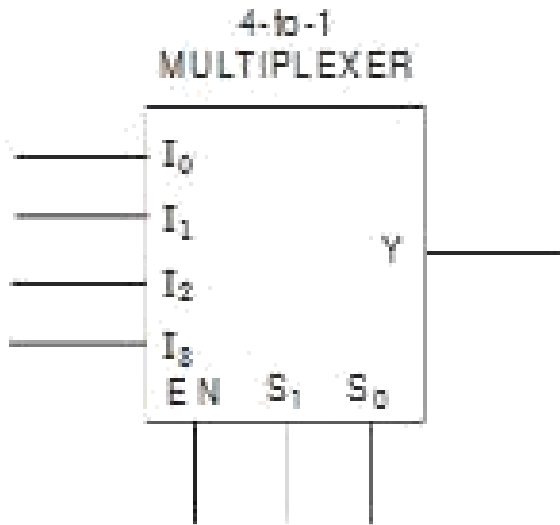 4-to-1
MULTIPLEXER
I₀
I₁
Y
I₂
I₃
EN S₁ S₀